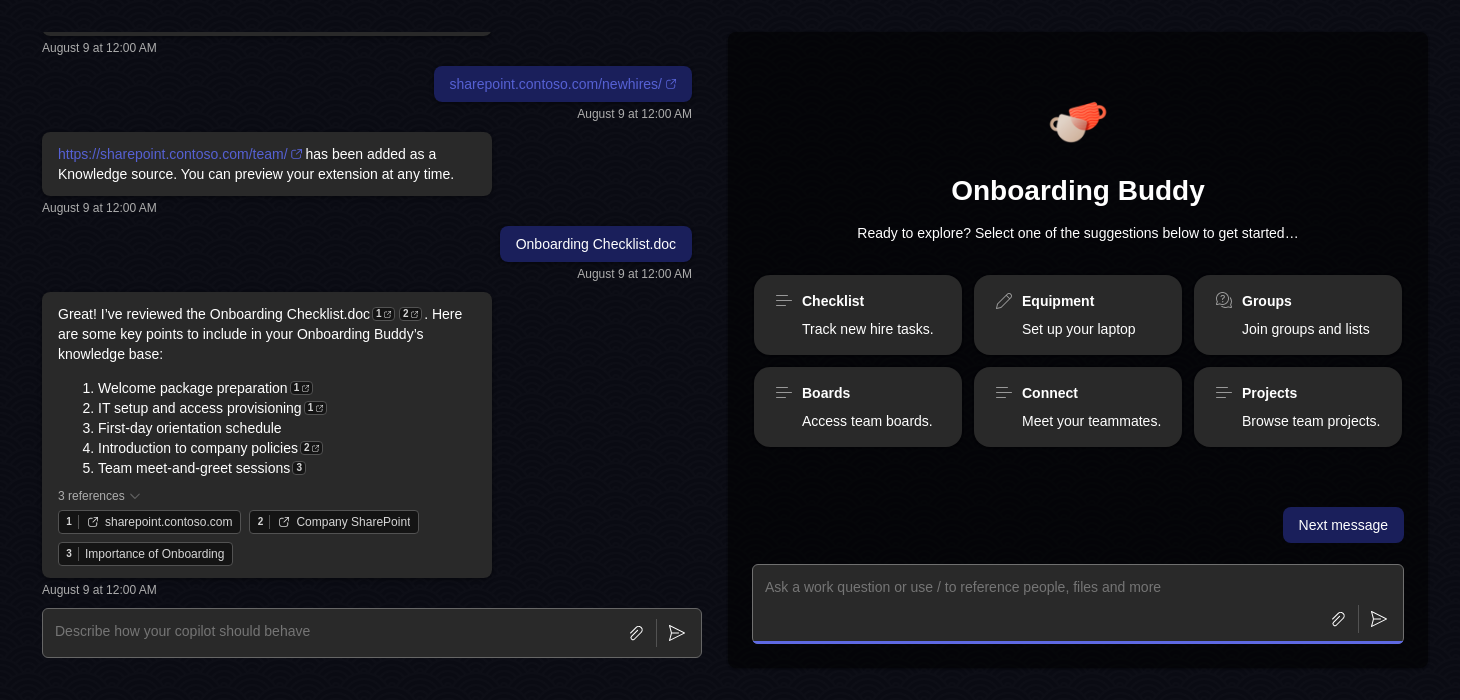 August 9 at 12:00 AM
sharepoint.contoso.com/newhires/
August 9 at 12:00 AM
https://sharepoint.contoso.com/team/ has been added as a
Knowledge source. You can preview your extension at any time.
August 9 at 12:00 AM
Onboarding Checklist.doc
August 9 at 12:00 AM
Great! I've reviewed the Onboarding Checklist.doc 1 2 . Here
are some key points to include in your Onboarding Buddy's
knowledge base:
1. Welcome package preparation 1
2. IT setup and access provisioning 1
3. First-day orientation schedule
4. Introduction to company policies 2
5. Team meet-and-greet sessions 3
3 references
1 sharepoint.contoso.com 2 Company SharePoint
3 Importance of Onboarding
August 9 at 12:00 AM
Describe how your copilot should behave
Onboarding Buddy
Ready to explore? Select one of the suggestions below to get started…
Checklist
Track new hire tasks.
Equipment
Set up your laptop
Groups
Join groups and lists
Boards
Access team boards.
Connect
Meet your teammates.
Projects
Browse team projects.
Next message
Ask a work question or use / to reference people, files and more